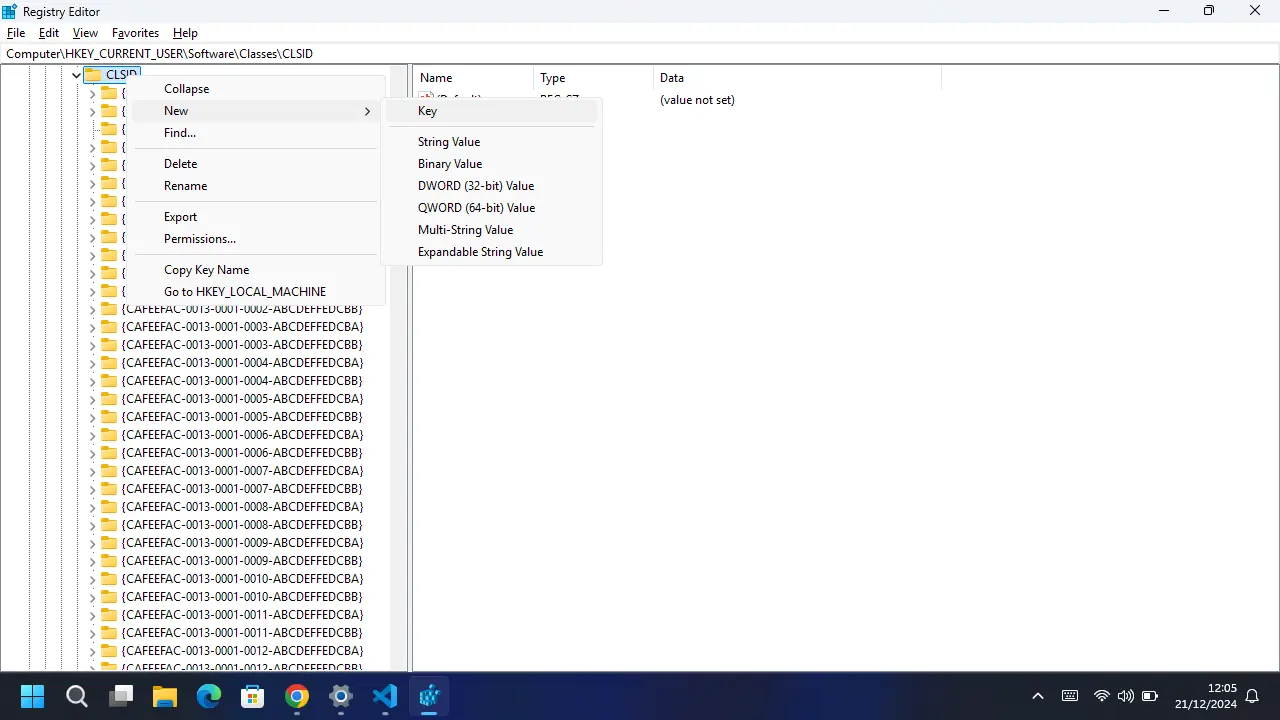 Registry Editor
File Edit View Favorites Help
Computer\HKEY_CURRENT_USER\Software\Classes\CLSID
CLSID
Collapse
New
Find...
Delete
Rename
Export
Permissions...
Copy Key Name
Go to HKEY_LOCAL_MACHINE
Key
String Value
Binary Value
DWORD (32-bit) Value
QWORD (64-bit) Value
Multi-String Value
Expandable String Value
Name Type Data
(Default) REG_SZ (value not set)
{CAFEEFAC-0013-0001-0002-ABCDEFFEDCBB}
{CAFEEFAC-0013-0001-0003-ABCDEFFEDCBA}
{CAFEEFAC-0013-0001-0003-ABCDEFFEDCBB}
{CAFEEFAC-0013-0001-0004-ABCDEFFEDCBA}
{CAFEEFAC-0013-0001-0004-ABCDEFFEDCBB}
{CAFEEFAC-0013-0001-0005-ABCDEFFEDCBA}
{CAFEEFAC-0013-0001-0005-ABCDEFFEDCBB}
{CAFEEFAC-0013-0001-0006-ABCDEFFEDCBA}
{CAFEEFAC-0013-0001-0006-ABCDEFFEDCBB}
{CAFEEFAC-0013-0001-0007-ABCDEFFEDCBA}
{CAFEEFAC-0013-0001-0007-ABCDEFFEDCBB}
{CAFEEFAC-0013-0001-0008-ABCDEFFEDCBA}
{CAFEEFAC-0013-0001-0008-ABCDEFFEDCBB}
{CAFEEFAC-0013-0001-0009-ABCDEFFEDCBA}
{CAFEEFAC-0013-0001-0009-ABCDEFFEDCBB}
{CAFEEFAC-0013-0001-0010-ABCDEFFEDCBA}
{CAFEEFAC-0013-0001-0010-ABCDEFFEDCBB}
{CAFEEFAC-0013-0001-0011-ABCDEFFEDCBA}
{CAFEEFAC-0013-0001-0011-ABCDEFFEDCBB}
{CAFEEFAC-0013-0001-0012-ABCDEFFEDCBA}
{CAFEEFAC-0013-0001-0012-ABCDEFFEDCBB}
12:05
21/12/2024